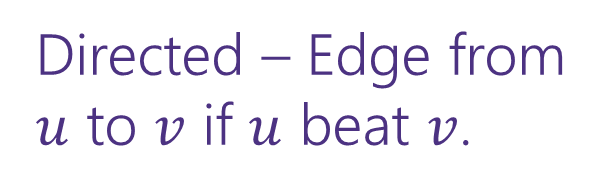 Directed – Edge from
𝑢 to 𝑣 if 𝑢 beat 𝑣.